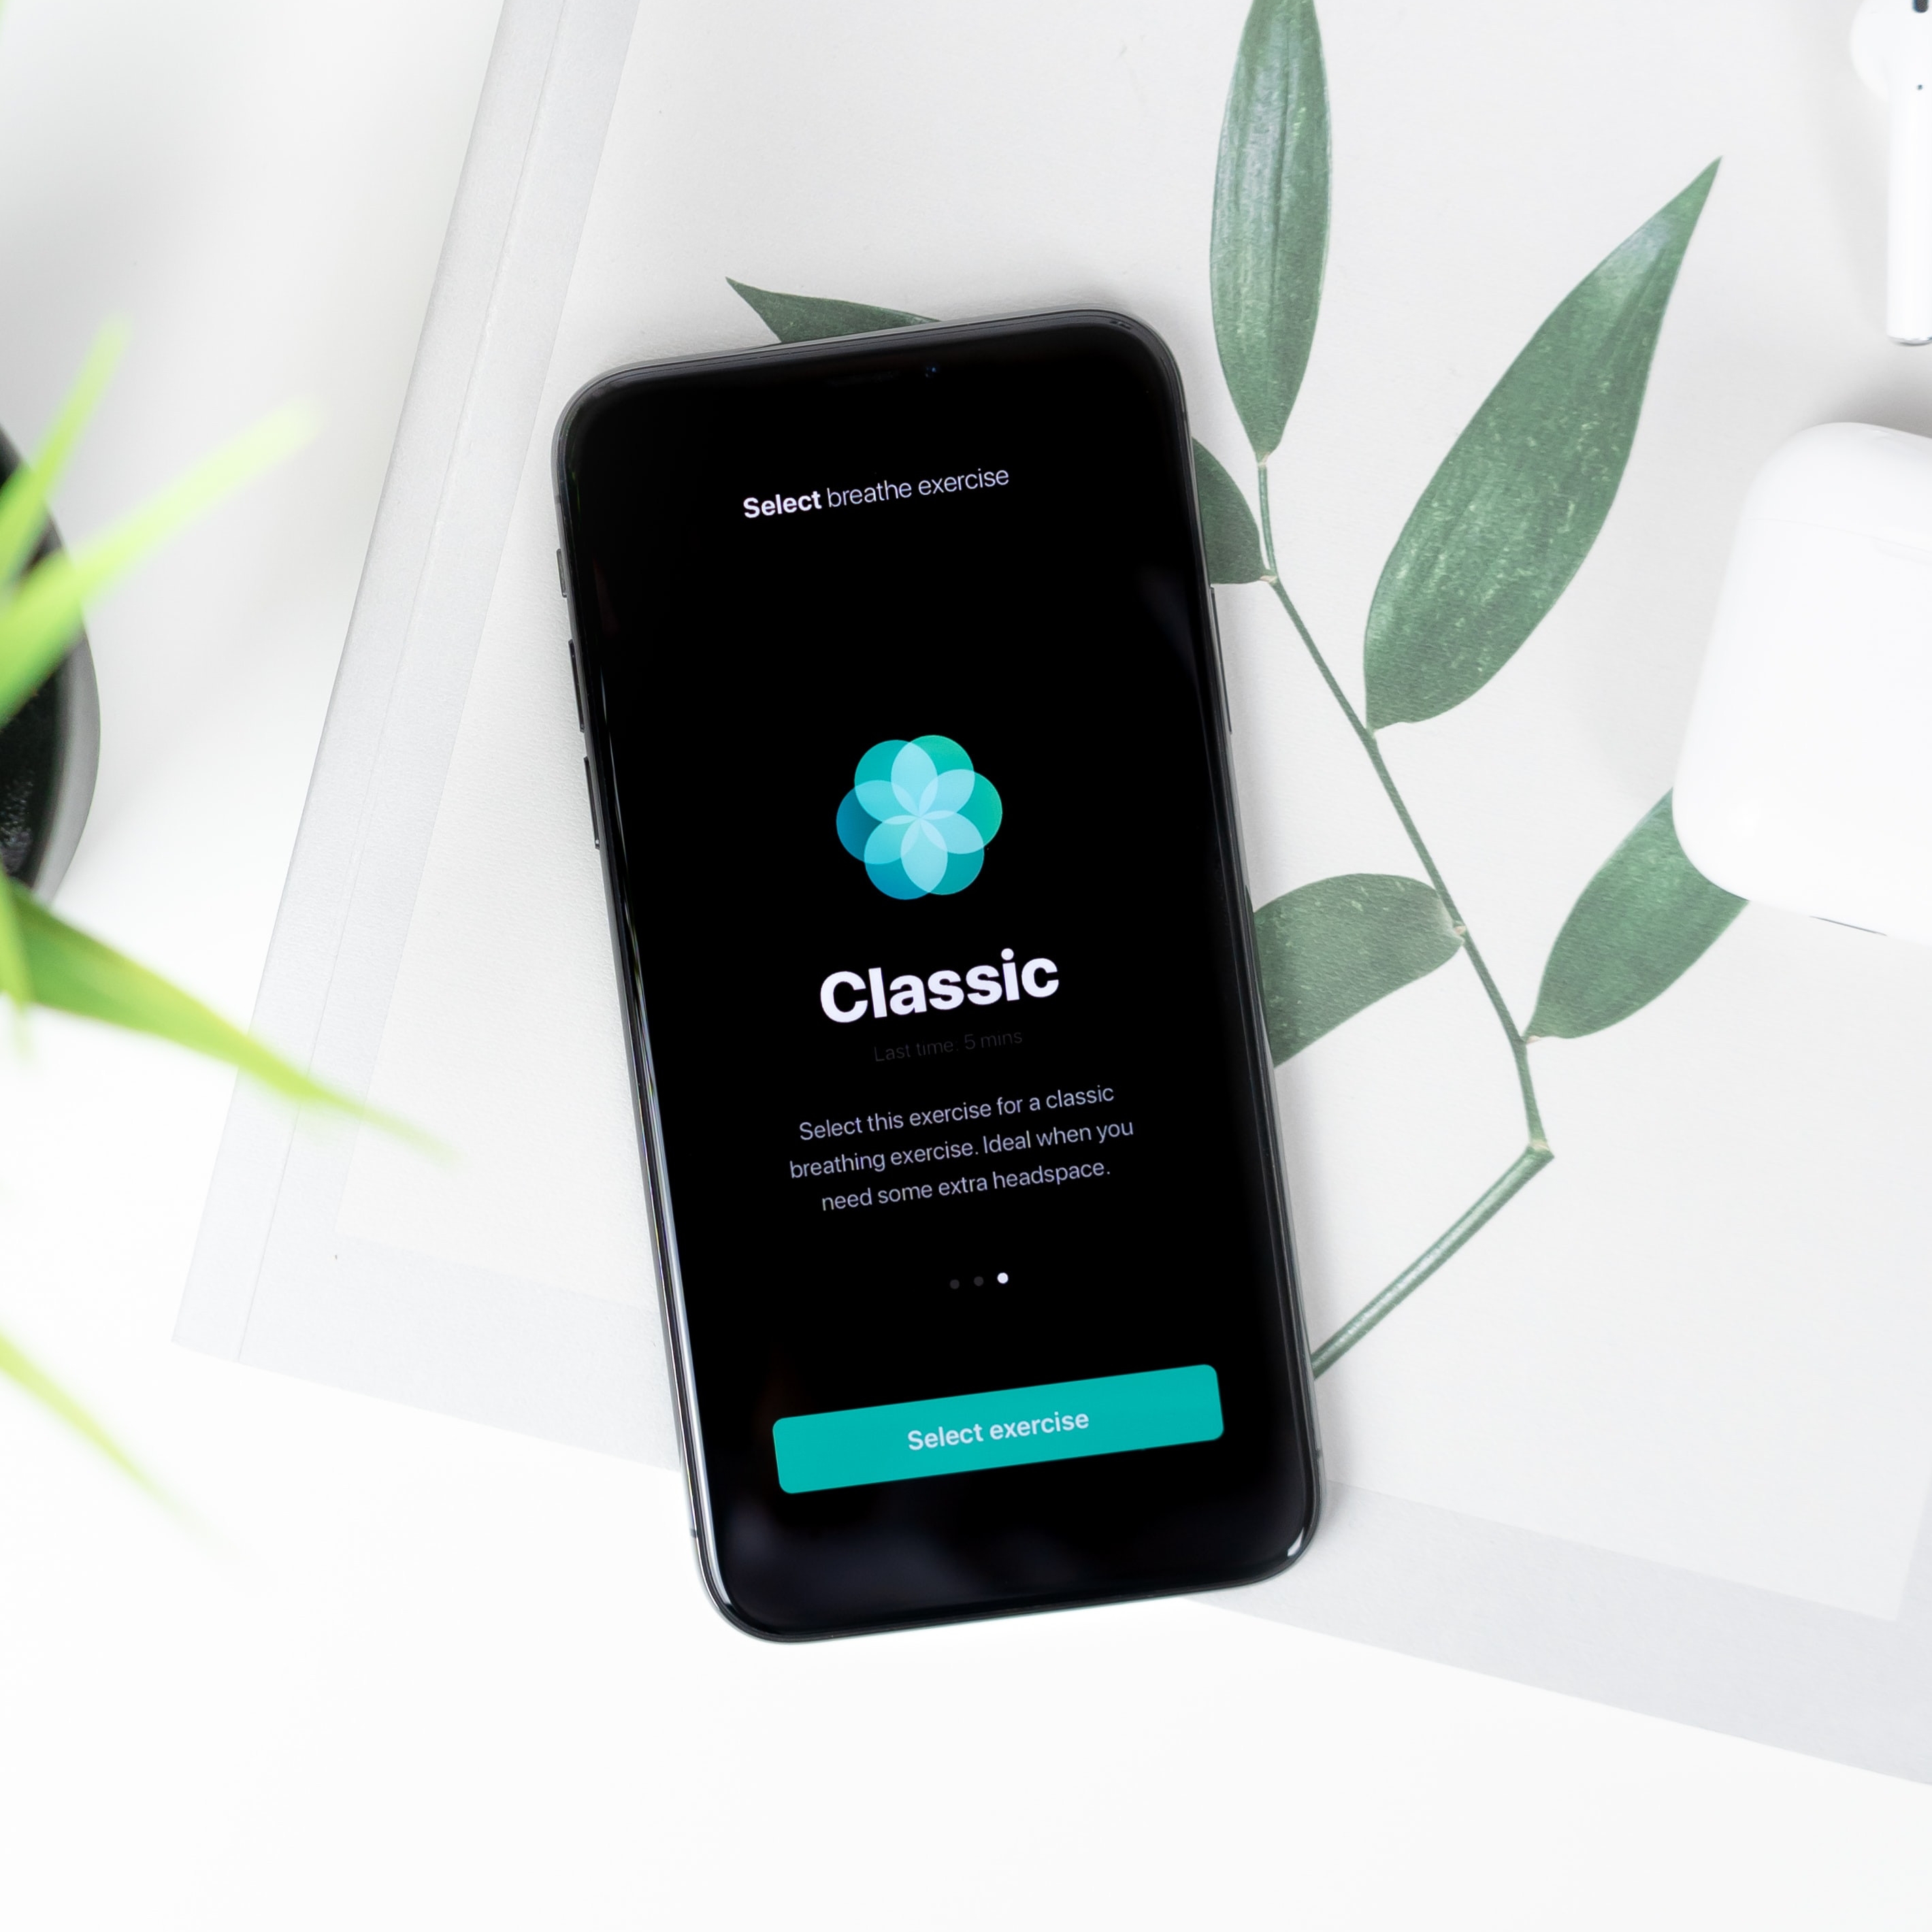 Select breathe exercise
Classic
Last time: 5 mins
Select this exercise for a classic
breathing exercise. Ideal when you
need some extra headspace.
Select exercise